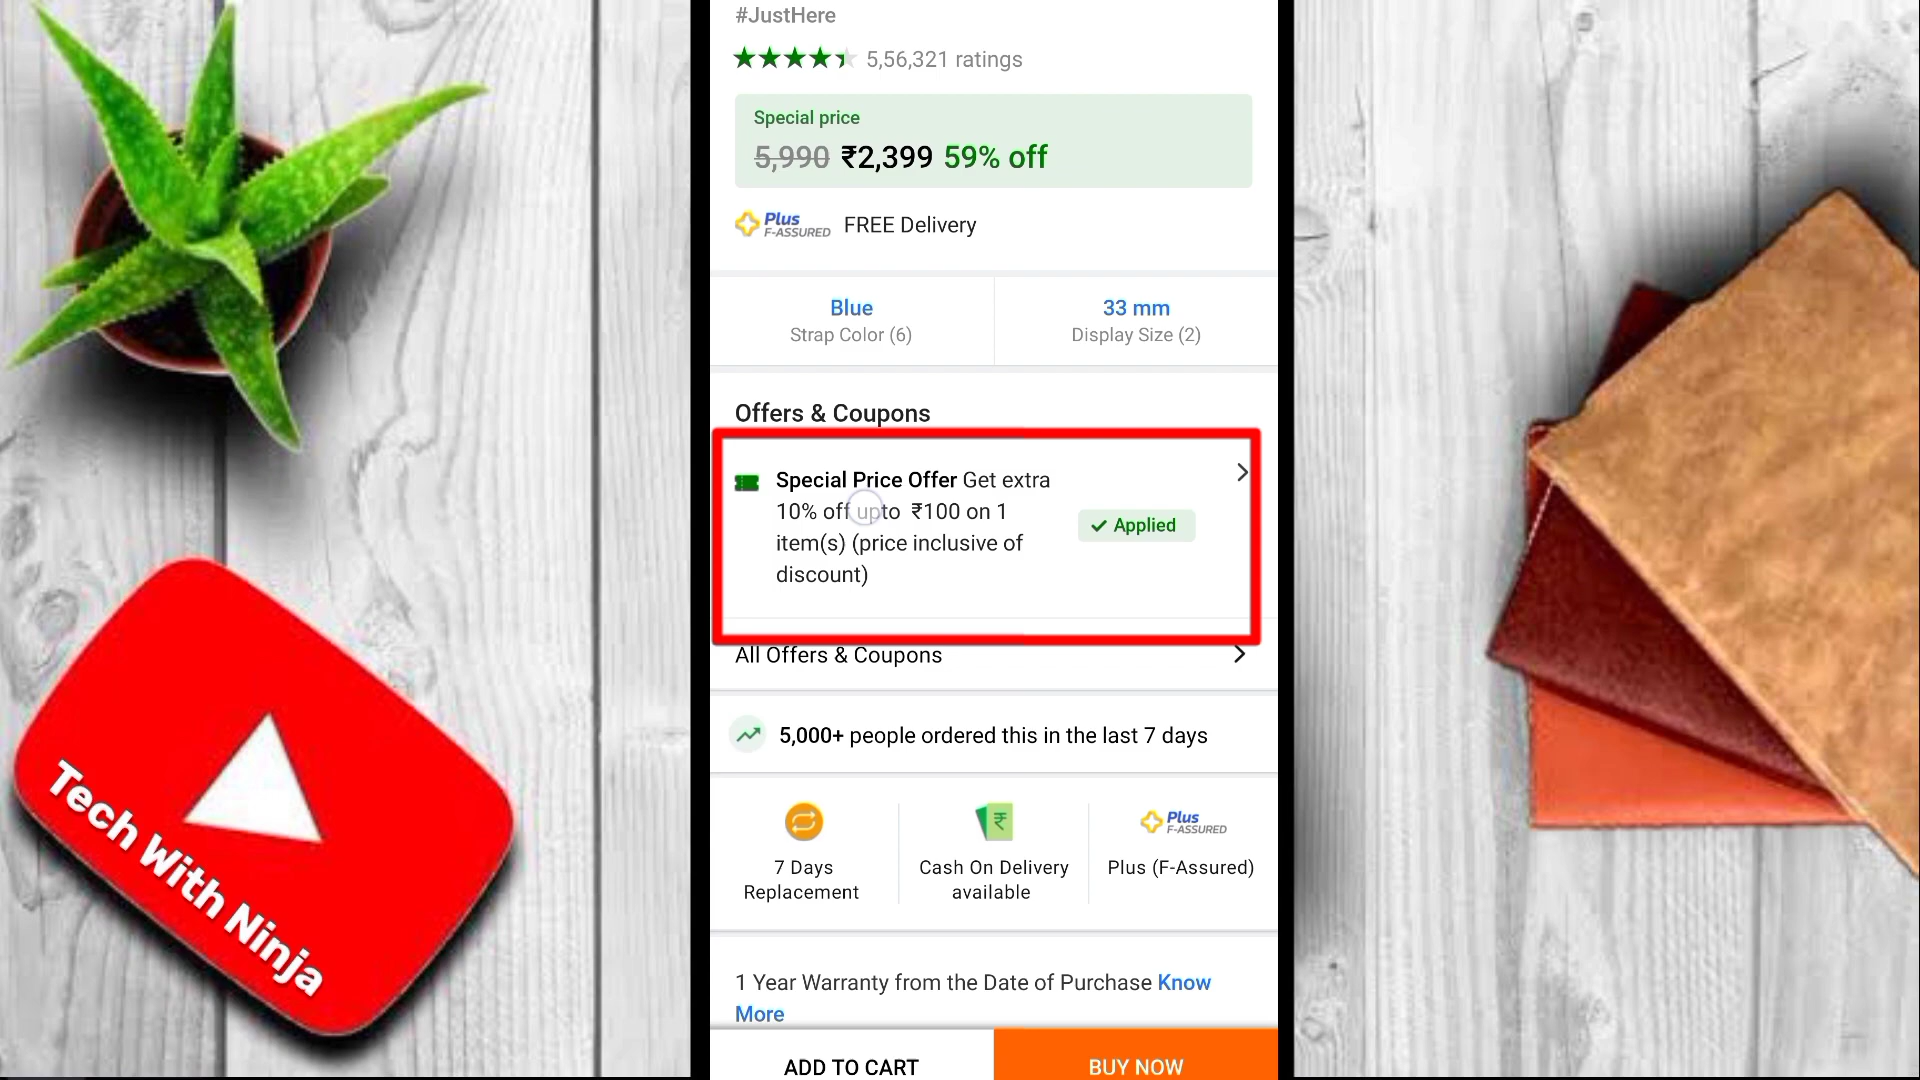 #JustHere
5,56,321 ratings
Special price
5,990 ₹2,399 59% off
Plus
F-ASSURED
FREE Delivery
Blue
Strap Color (6)
33 mm
Display Size (2)
Offers & Coupons
Special Price Offer Get extra
10% off upto ₹100 on 1
item(s) (price inclusive of
discount)
Applied
All Offers & Coupons
5,000+ people ordered this in the last 7 days
₹
7 Days
Replacement
Cash On Delivery
available
Plus
F-ASSURED
Plus (F-Assured)
1 Year Warranty from the Date of Purchase Know
More
ADD TO CART
BUY NOW
Tech With Ninja